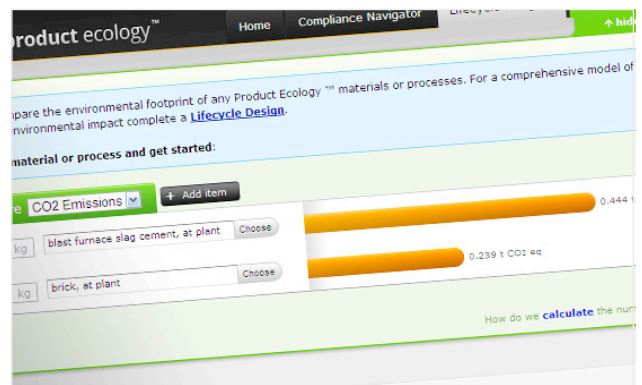 product ecology™
Home
Compliance Navigator
hide
pare the environmental footprint of any Product Ecology ™ materials or processes. For a comprehensive model of
nvironmental impact complete a Lifecycle Design.
material or process and get started:
CO2 Emissions
+ Add item
kg
blast furnace slag cement, at plant
Choose
0.444 t
kg
brick, at plant
Choose
0.239 t CO2 eq
How do we calculate the num